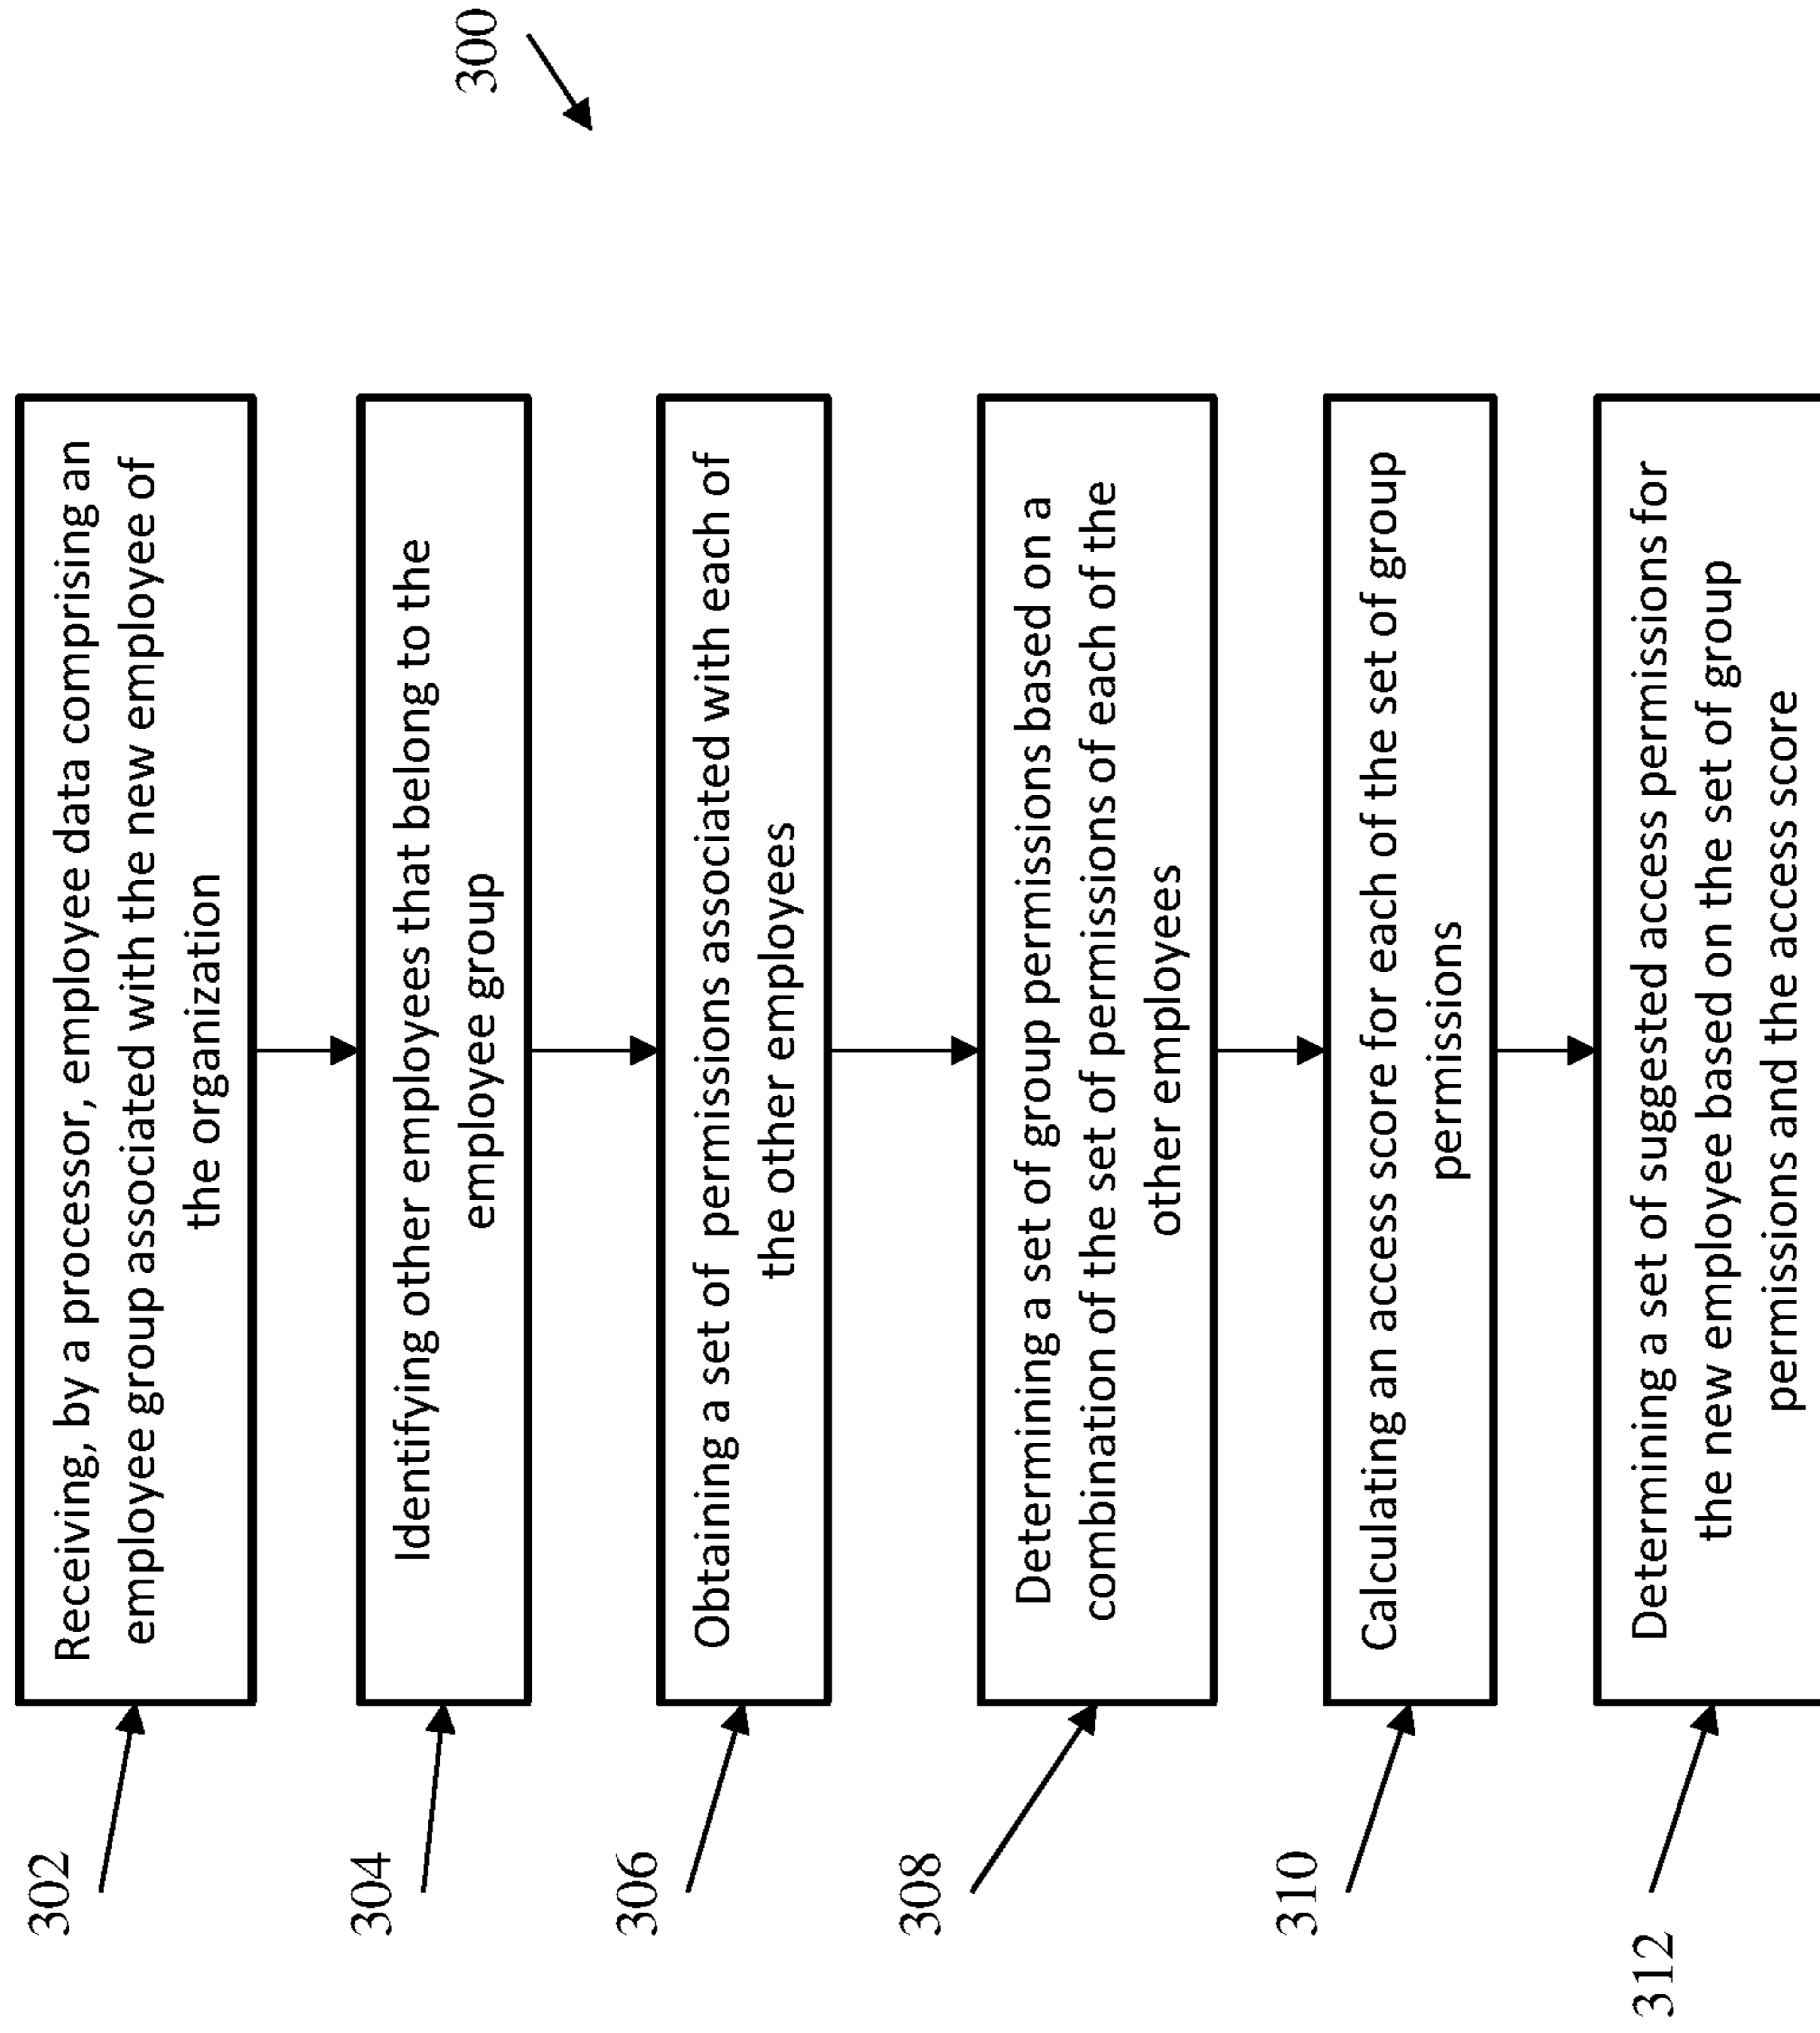 300
302
Receiving, by a processor, employee data comprising an
employee group associated with the new employee of
the organization
304
Identifying other employees that belong to the
employee group
306
Obtaining a set of permissions associated with each of
the other employees
308
Determining a set of group permissions based on a
combination of the set of permissions of each of the
other employees
310
Calculating an access score for each of the set of group
permissions
312
Determining a set of suggested access permissions for
the new employee based on the set of group
permissions and the access score